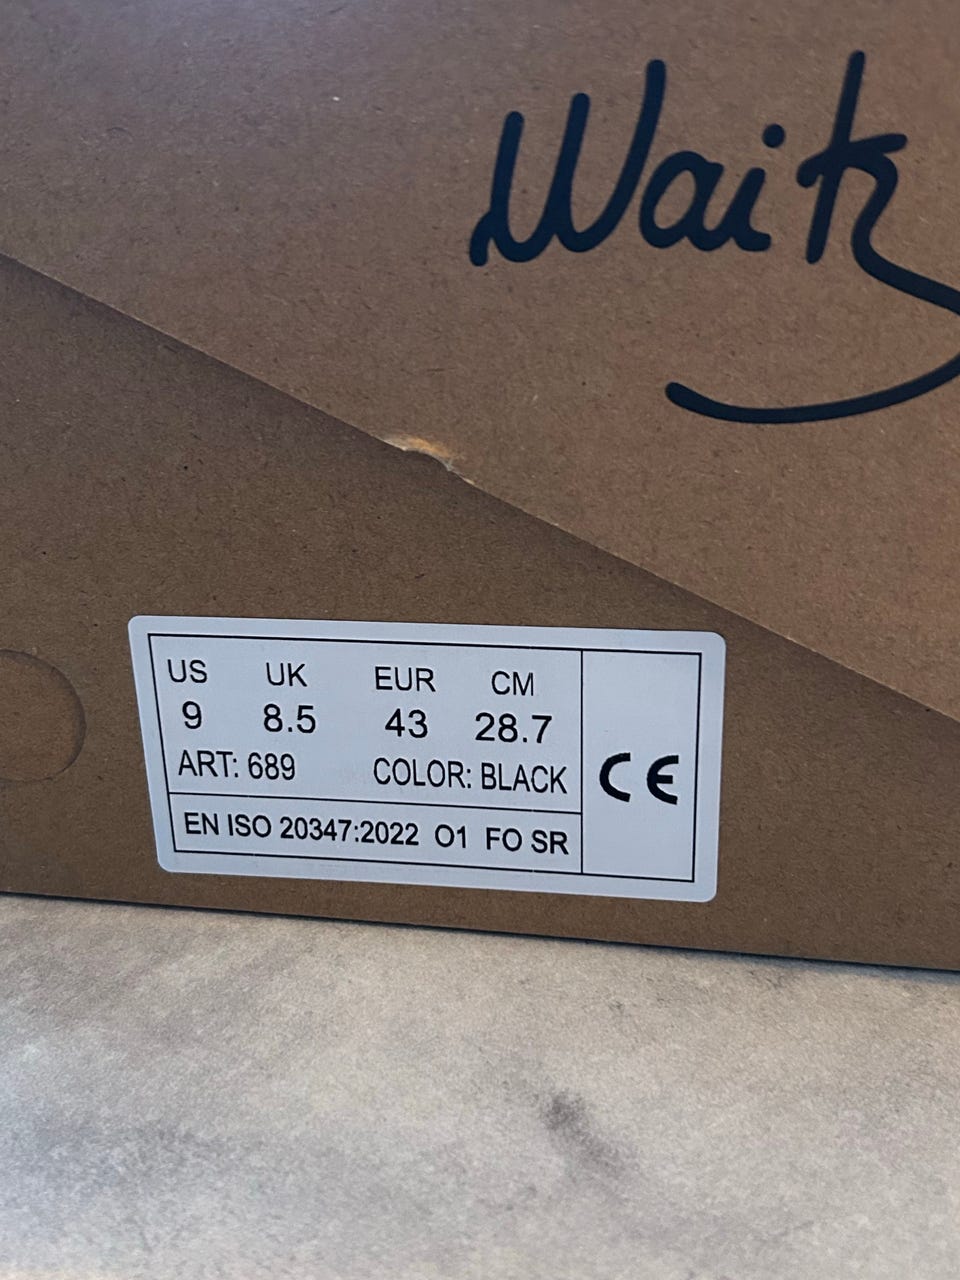 Waitz
US UK EUR CM
9 8.5 43 28.7
ART: 689 COLOR: BLACK
CE
EN ISO 20347:2022 O1 FO SR